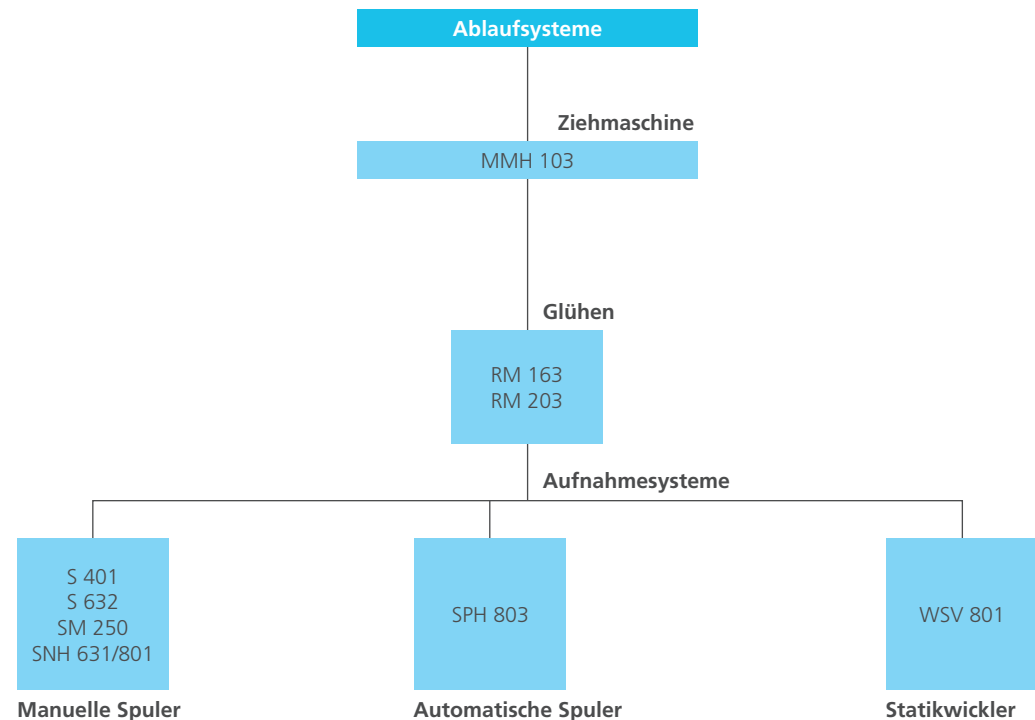 Ablaufsysteme
Ziehmaschine
MMH 103
Glühen
RM 163
RM 203
Aufnahmesysteme
S 401
S 632
SM 250
SNH 631/801
Manuelle Spuler
SPH 803
Automatische Spuler
WSV 801
Statikwickler